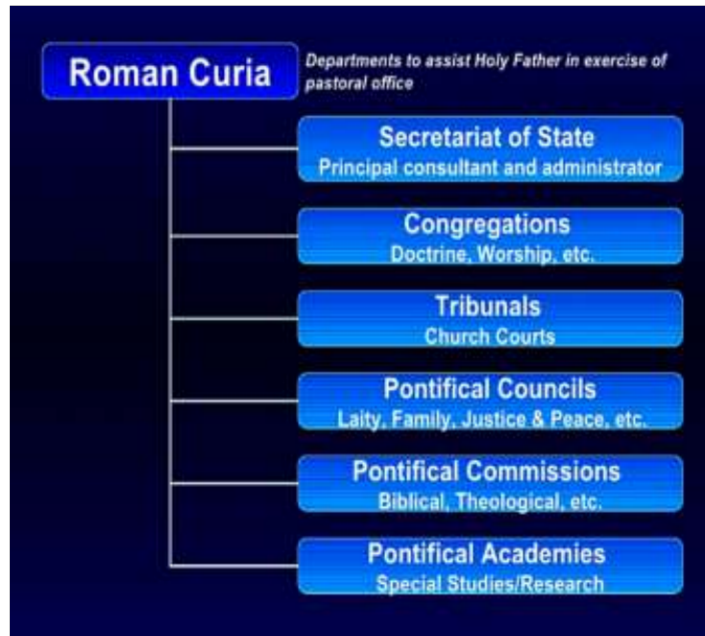 Roman Curia
Departments to assist Holy Father in exercise of
pastoral office
Secretariat of State
Principal consultant and administrator
Congregations
Doctrine, Worship, etc.
Tribunals
Church Courts
Pontifical Councils
Laity, Family, Justice & Peace, etc.
Pontifical Commissions
Biblical, Theological, etc.
Pontifical Academies
Special Studies/Research